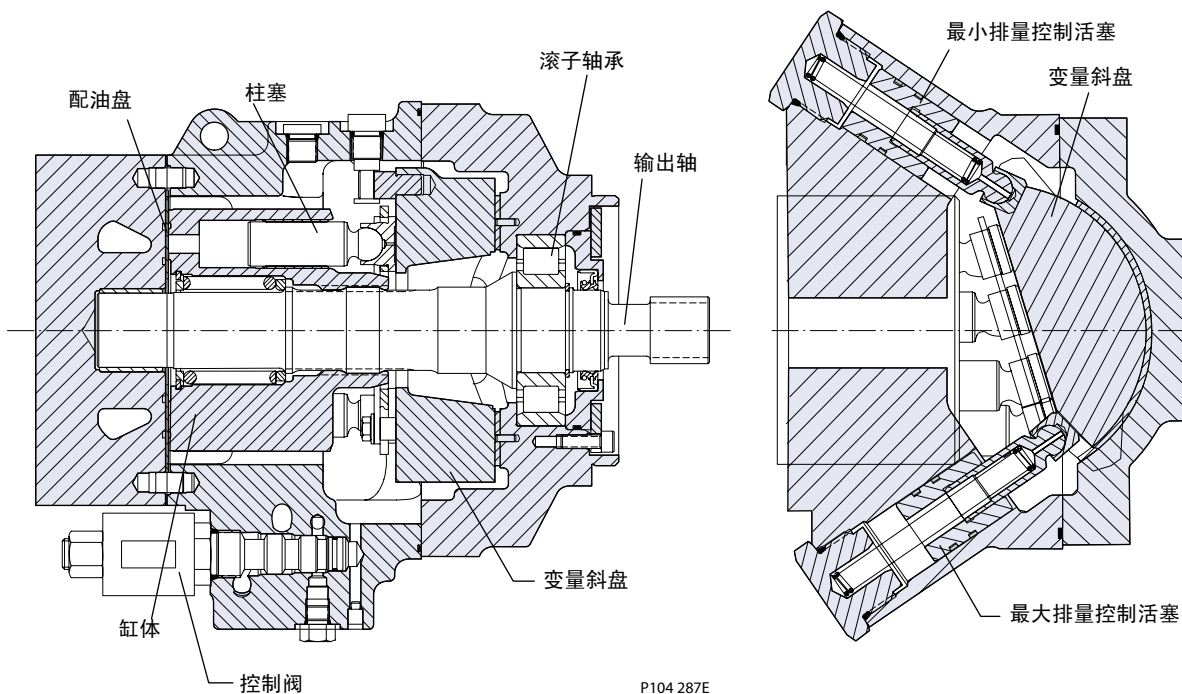 最小排量控制活塞
滚子轴承
变量斜盘
柱塞
配油盘
输出轴
变量斜盘
最大排量控制活塞
缸体
控制阀
P104 287E